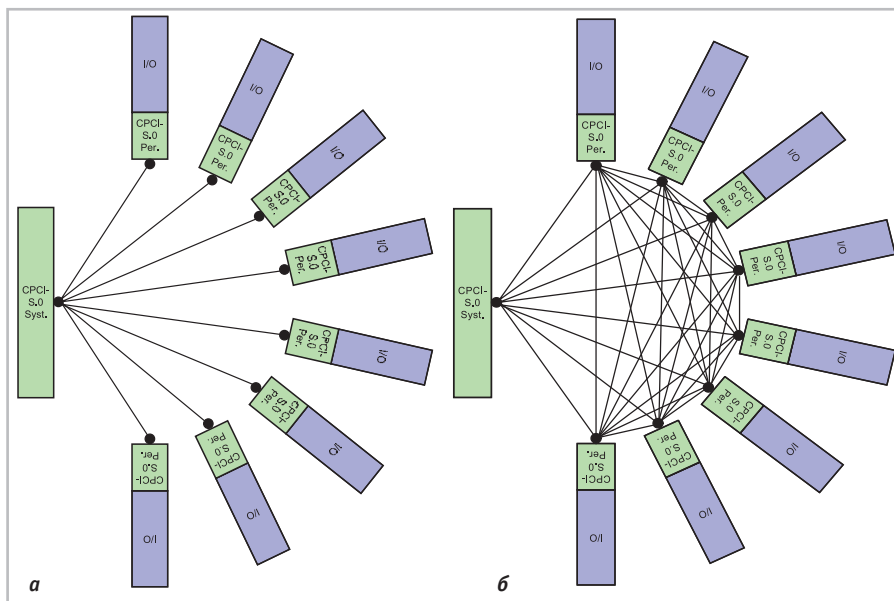 I/O
CPCI-
S.0
Per.
I/O
CPCI-
S.0
Per.
I/O
CPCI-
S.0
Per.
I/O
CPCI-
S.0
Per.
CPCI-
S.0
Syst.
I/O
CPCI-
S.0
Per.
I/O
CPCI-
S.0
Per.
I/O
CPCI-
S.0
Per.
I/O
CPCI-
S.0
Per.
а
I/O
CPCI-
S.0
Per.
I/O
CPCI-
S.0
Per.
I/O
CPCI-
S.0
Per.
I/O
CPCI-
S.0
Per.
CPCI-
S.0
Syst.
I/O
CPCI-
S.0
Per.
I/O
CPCI-
S.0
Per.
I/O
CPCI-
S.0
Per.
I/O
CPCI-
S.0
Per.
б